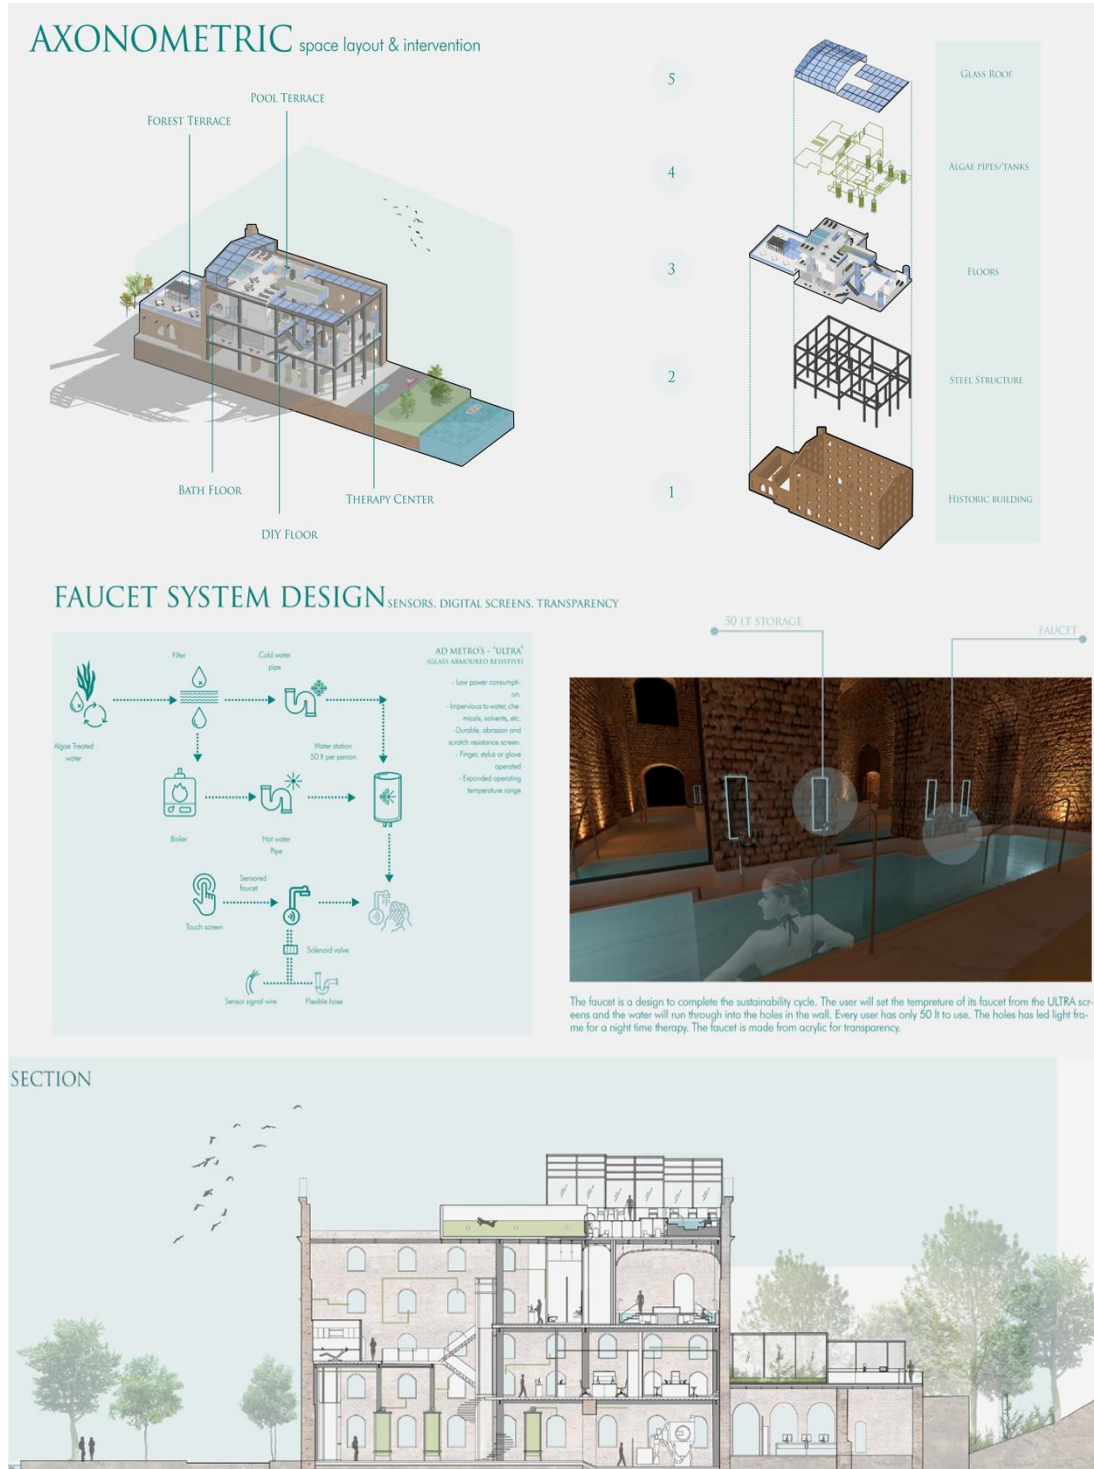 AXONOMETRIC space layout & intervention
POOL TERRACE
FOREST TERRACE
BATH FLOOR
THERAPY CENTER
DIY FLOOR
5
GLASS ROOF
4
ALGAE PİPES/TANKS
3
FLOORS
2
STEEL STRUCTURE
1
HISTORIC BUILDING
FAUCET SYSTEM DESIGN SENSORS, DIGITAL SCREENS, TRANSPARENCY
Filter
Cold water
pipe
Algae Treated
water
Water station
50 lt per person
Boiler
Hot water
Pipe
Sensored
faucet
Touch screen
Solenoid valve
Sensor signal wire
Flexible hose
AD METRO'S - "ULTRA"
(GLASS ARMOURED RESISTIVE)
- Low power consumpti-
on,
- Impervious to water, che-
micals, solvents, etc.
-Durable, abrasion and
scratch resistance screen.
- Finger, stylus or glove
operated
- Expanded operating
temperature range
50 LT STORAGE
FAUCET
The faucet is a design to complete the sustainability cycle. The user will set the tempreture of its faucet from the ULTRA scr-
eens and the water will run through into the holes in the wall. Every user has only 50 lt to use. The holes has led light fra-
me for a night time therapy. The faucet is made from acrylic for transparency.
SECTION